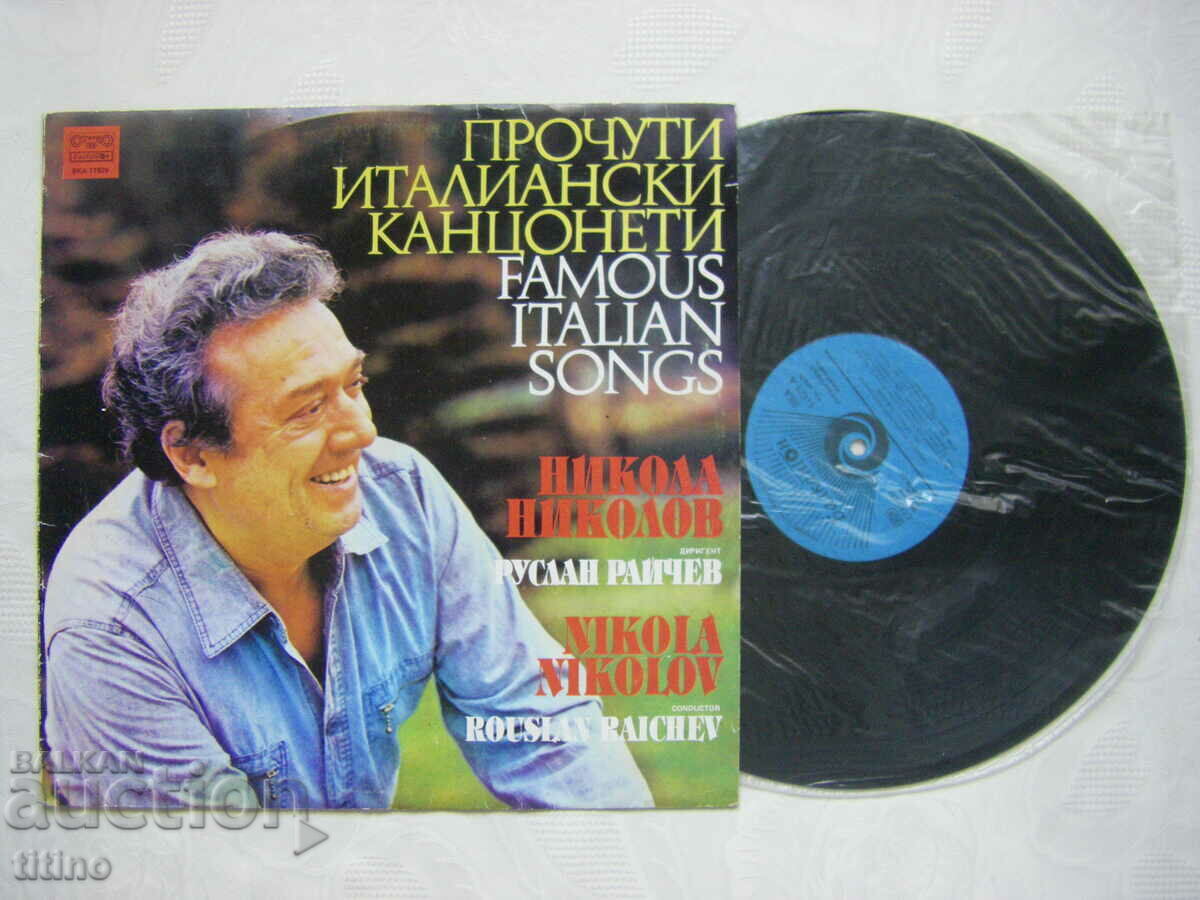 ПРОЧУТИ
ИТАЛИАНСКИ
КАНЦОНЕТИ
FAMOUS
ITALIAN
SONGS
НИКОЛА
НИКОЛОВ
ДИРИГЕНТ
РУСЛАН РАЙЧЕВ
NIKOLA
NIKOLOV
CONDUCTOR
ROUSLAN RAICHEV
BALKAN
auction
titino